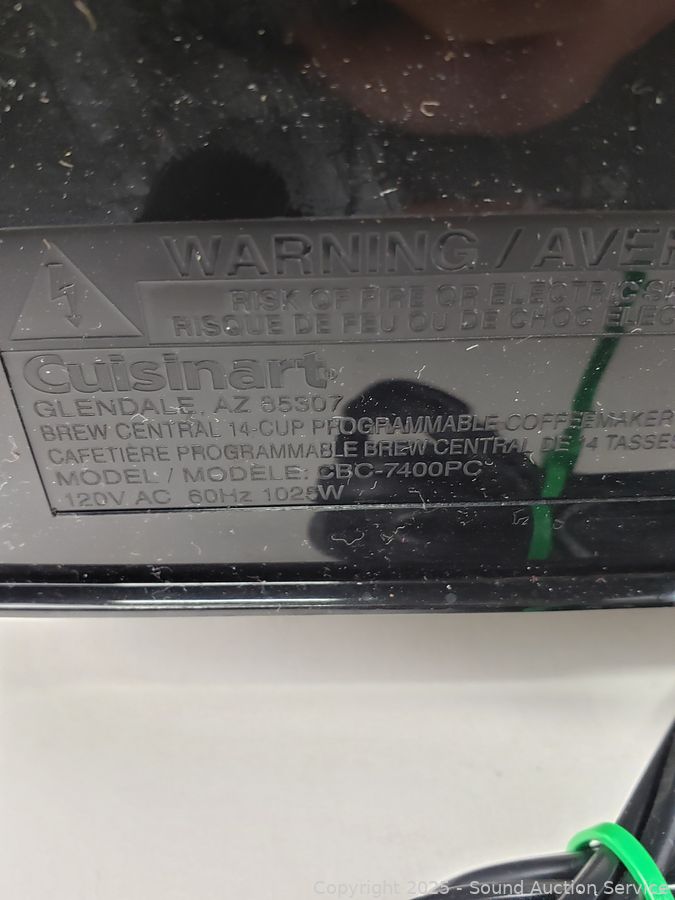 WARNING / AVER
RISK OF FIRE OR ELECTRIC S
RISQUE DE FEU OU DE CHOC ELEC
Cuisinart®
GLENDALE, AZ 85307
BREW CENTRAL 14-CUP PROGRAMMABLE COFFEEMAKER
CAFETIÈRE PROGRAMMABLE BREW CENTRAL DE 14 TASSES
MODEL / MODÈLE: CBC-7400PC
120V AC 60Hz 1025W
Copyright 2025 - Sound Auction Service